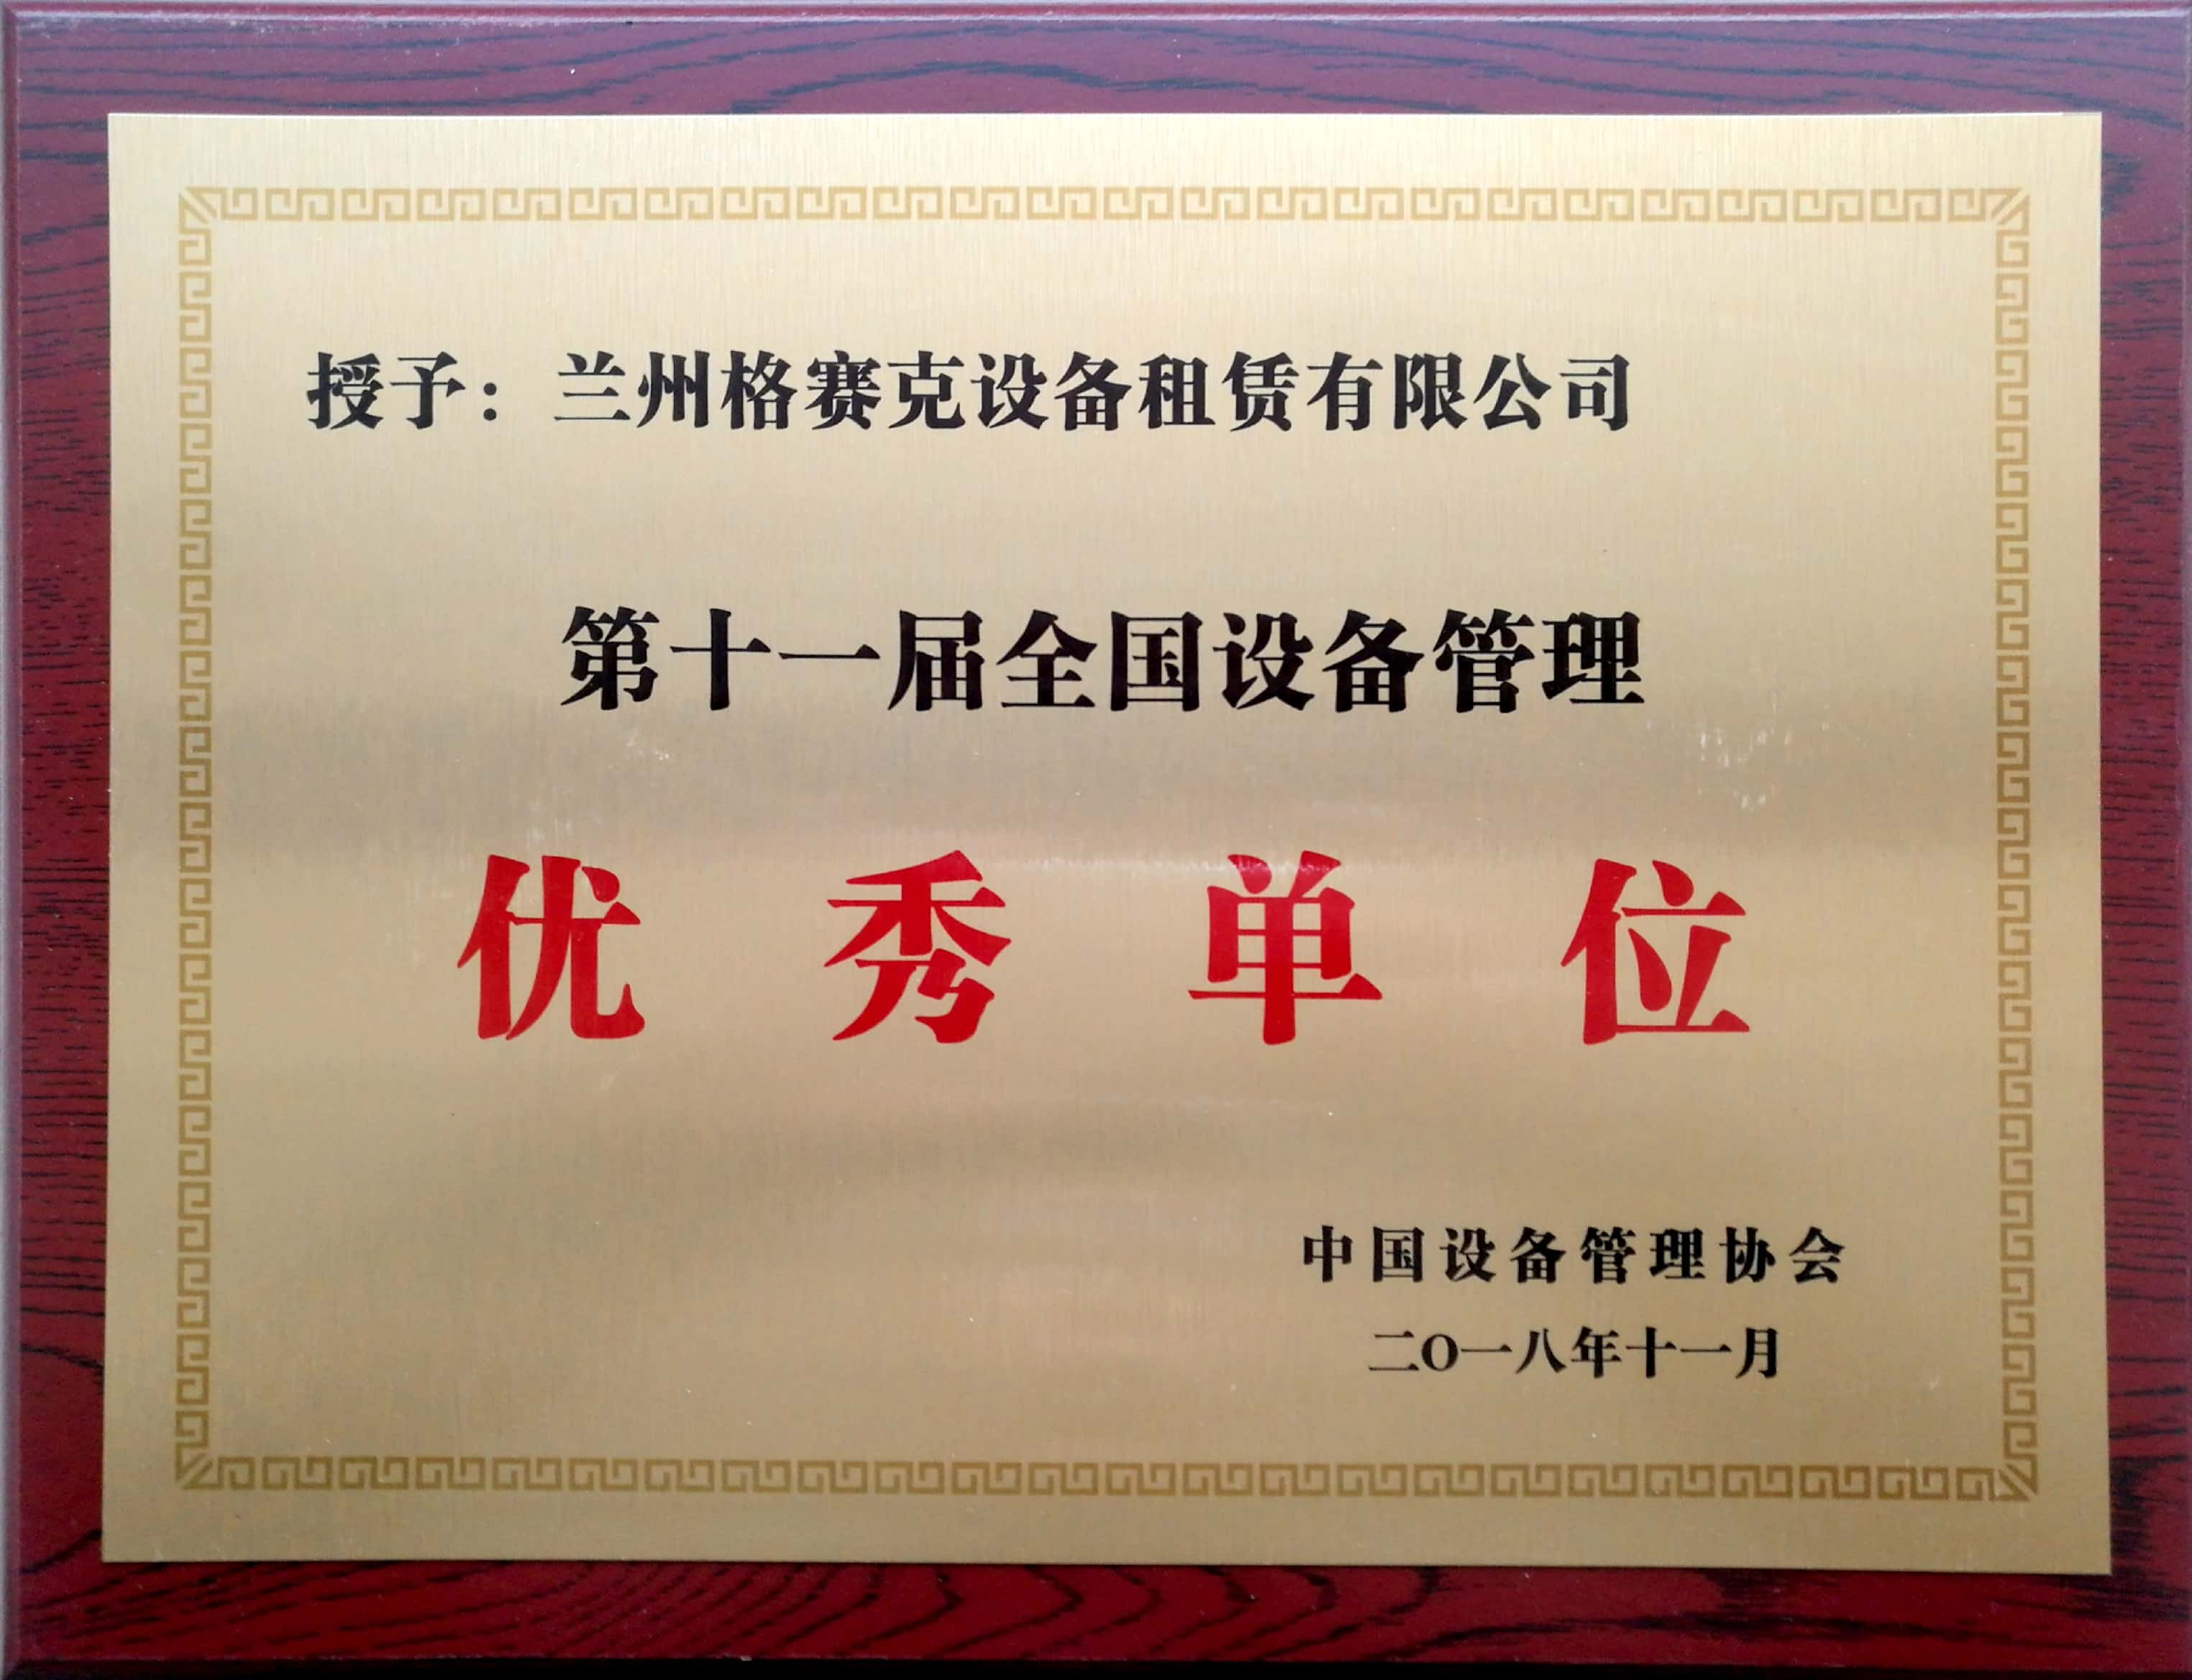 授予：兰州格赛克设备租赁有限公司
第十一届全国设备管理
优秀单位
中国设备管理协会
二〇一八年十一月